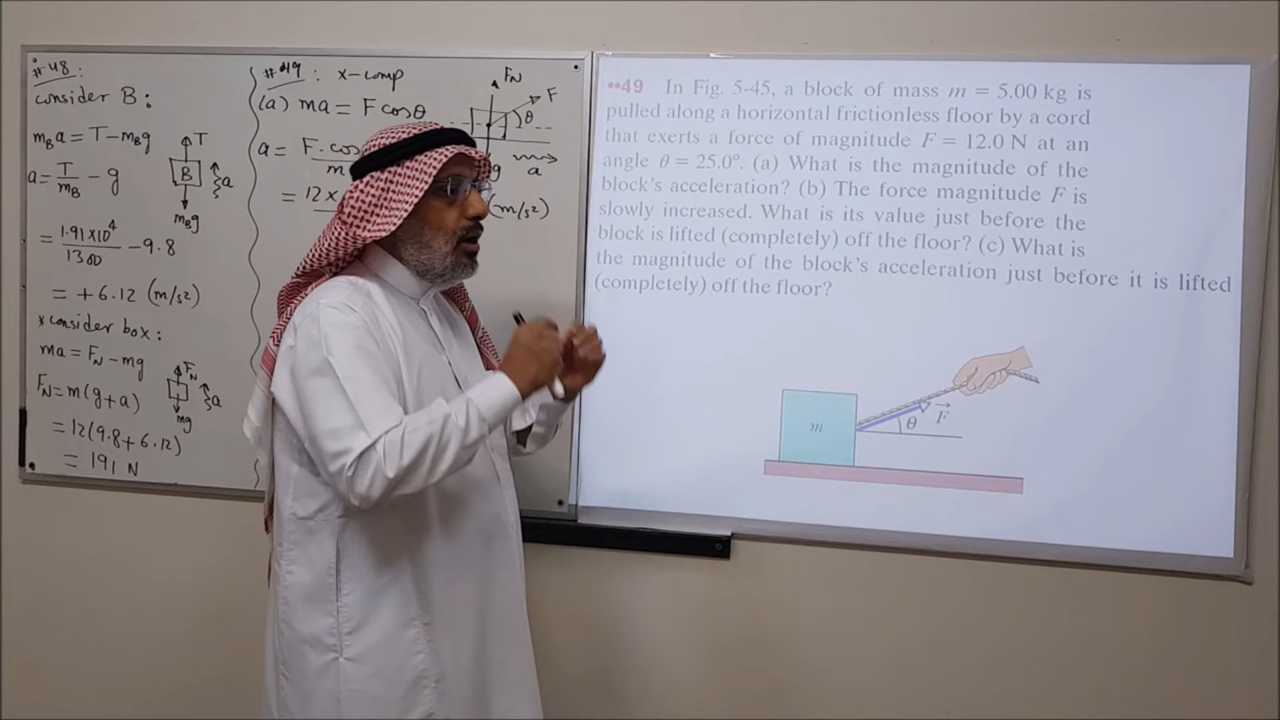 #48:
consider B:
m_B a = T - m_B g
a = T/m_B - g
= 1.91x10^4/1300 - 9.8
= +6.12 (m/s²)
* consider box:
ma = F_N - mg
F_N = m(g+a)
= 12(9.8+6.12)
= 191 N
T
B
a
m_B g
F_N
a
mg
#49: x-comp
(a) ma = F cosθ
a = F. cos
m
= 12 x
(m/s²)
F_N
F
θ
g
a
••49 In Fig. 5-45, a block of mass m = 5.00 kg is
pulled along a horizontal frictionless floor by a cord
that exerts a force of magnitude F = 12.0 N at an
angle θ = 25.0°. (a) What is the magnitude of the
block's acceleration? (b) The force magnitude F is
slowly increased. What is its value just before the
block is lifted (completely) off the floor? (c) What is
the magnitude of the block's acceleration just before it is lifted
(completely) off the floor?
m
θ
F